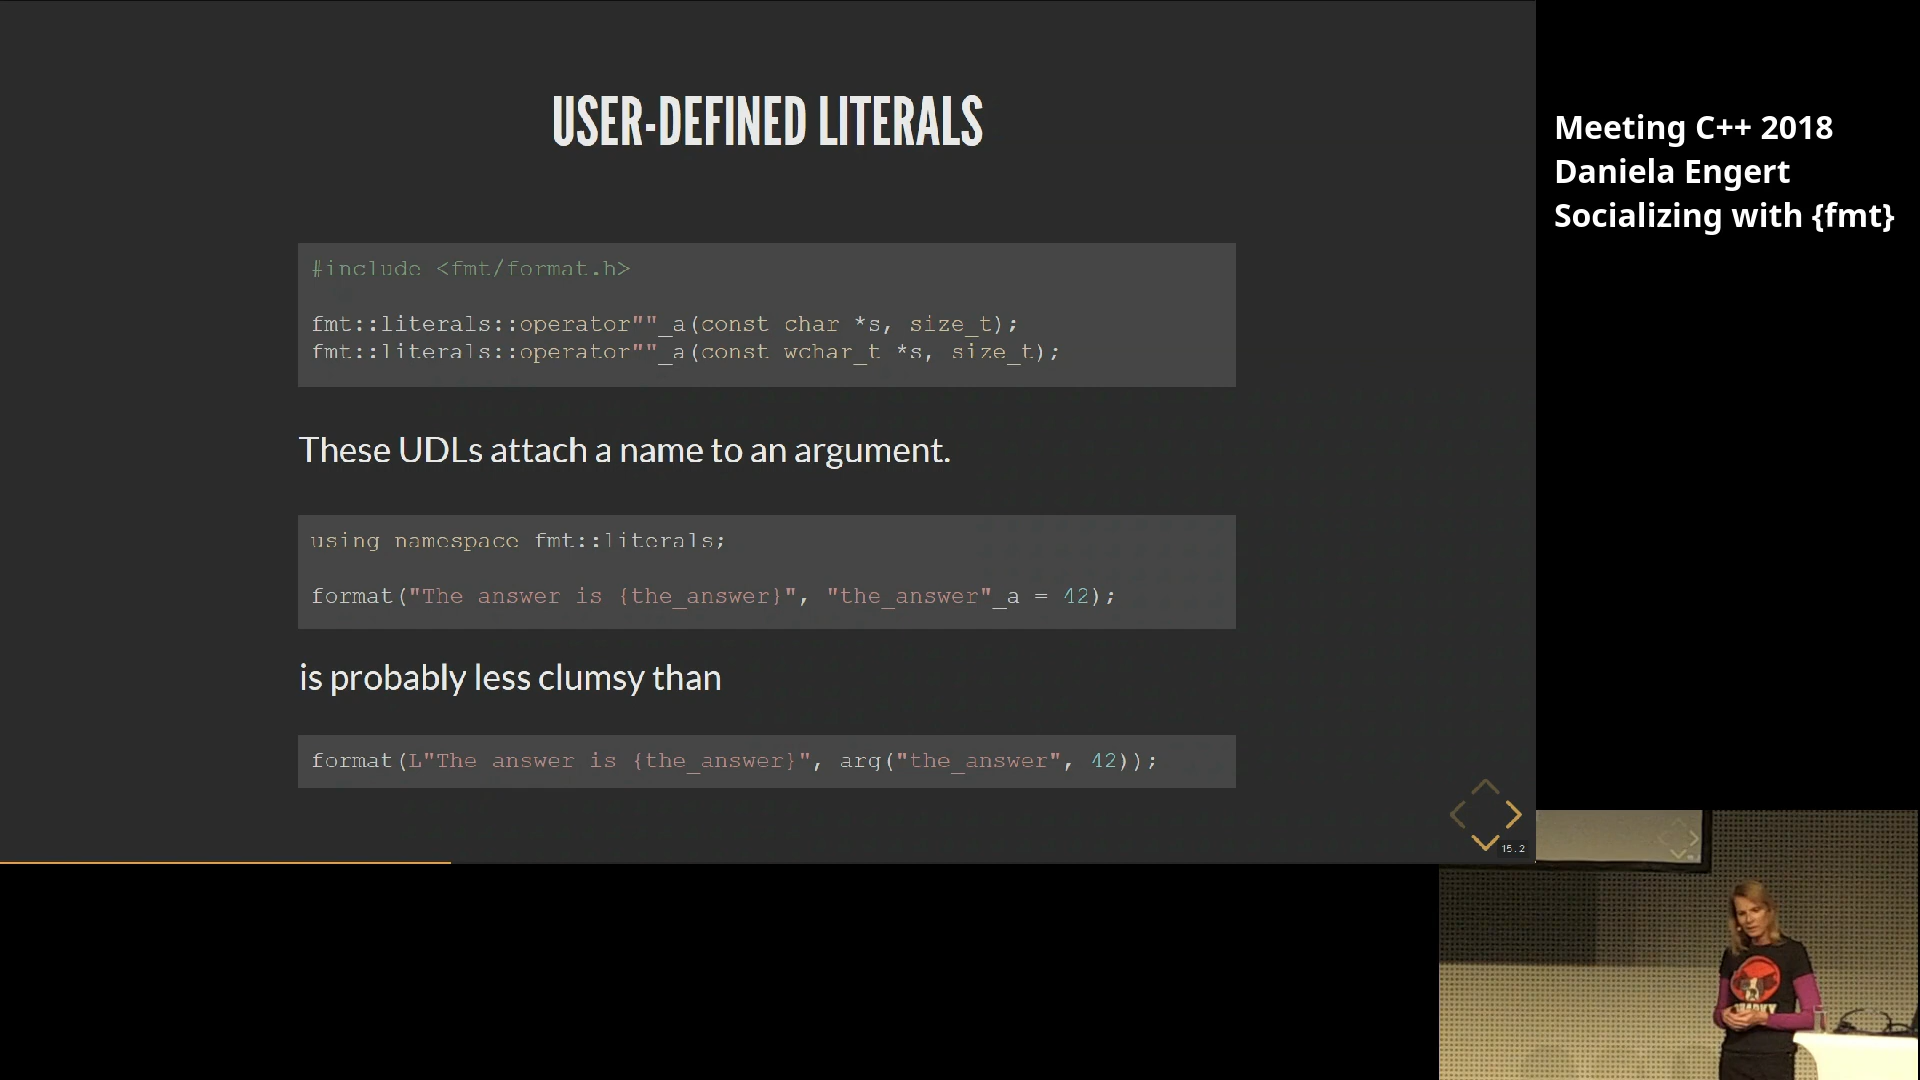 USER-DEFINED LITERALS
#include <fmt/format.h>
fmt::literals::operator""_a(const char *s, size_t);
fmt::literals::operator""_a(const wchar_t *s, size_t);
These UDLs attach a name to an argument.
using namespace fmt::literals;
format("The answer is {the_answer}", "the_answer"_a = 42);
is probably less clumsy than
format(L"The answer is {the_answer}", arg("the_answer", 42));
15.2
Meeting C++ 2018
Daniela Engert
Socializing with {fmt}